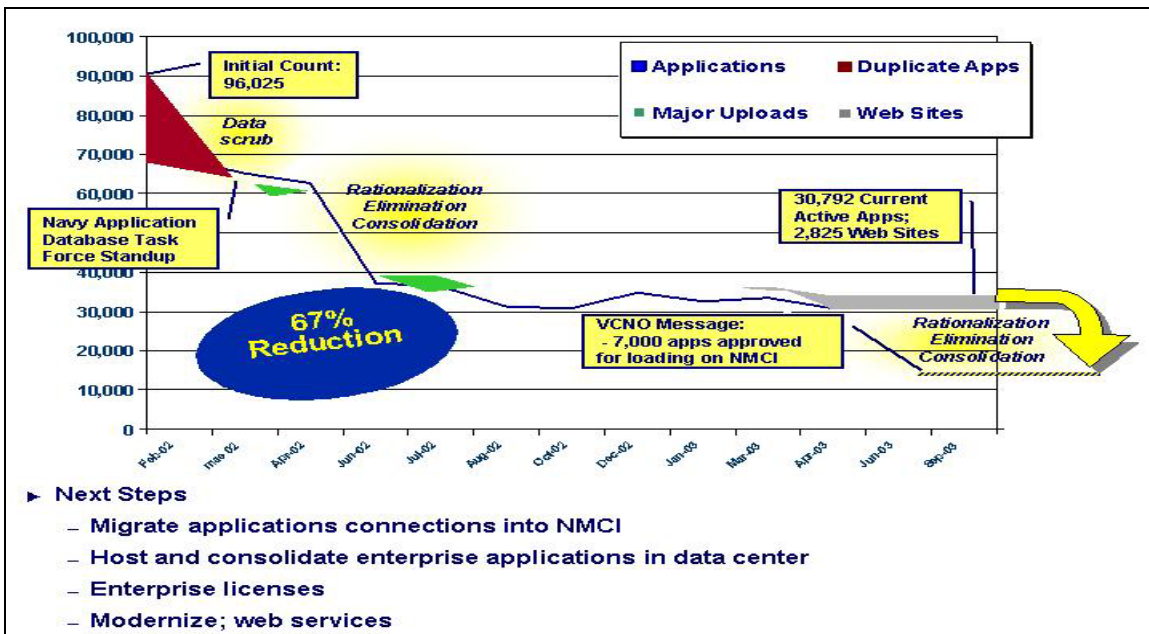 100,000
90,000
80,000
70,000
60,000
50,000
40,000
30,000
20,000
10,000
0
Initial Count:
96,025
Data
scrub
Applications
Duplicate Apps
Major Uploads
Web Sites
Rationalization
Elimination
Consolidation
30,792 Current
Active Apps;
2,825 Web Sites
Navy Application
Database Task
Force Standup
67%
Reduction
VCNO Message:
- 7,000 apps approved
for loading on NMCI
Rationalization
Elimination
Consolidation
Feb-02
Apr-02
Jun-02
Jul-02
Aug-02
Oct-02
Dec-02
Jan-03
Mar-03
Apr-03
Jun-03
Sep-03
► Next Steps
– Migrate applications connections into NMCI
– Host and consolidate enterprise applications in data center
– Enterprise licenses
– Modernize; web services